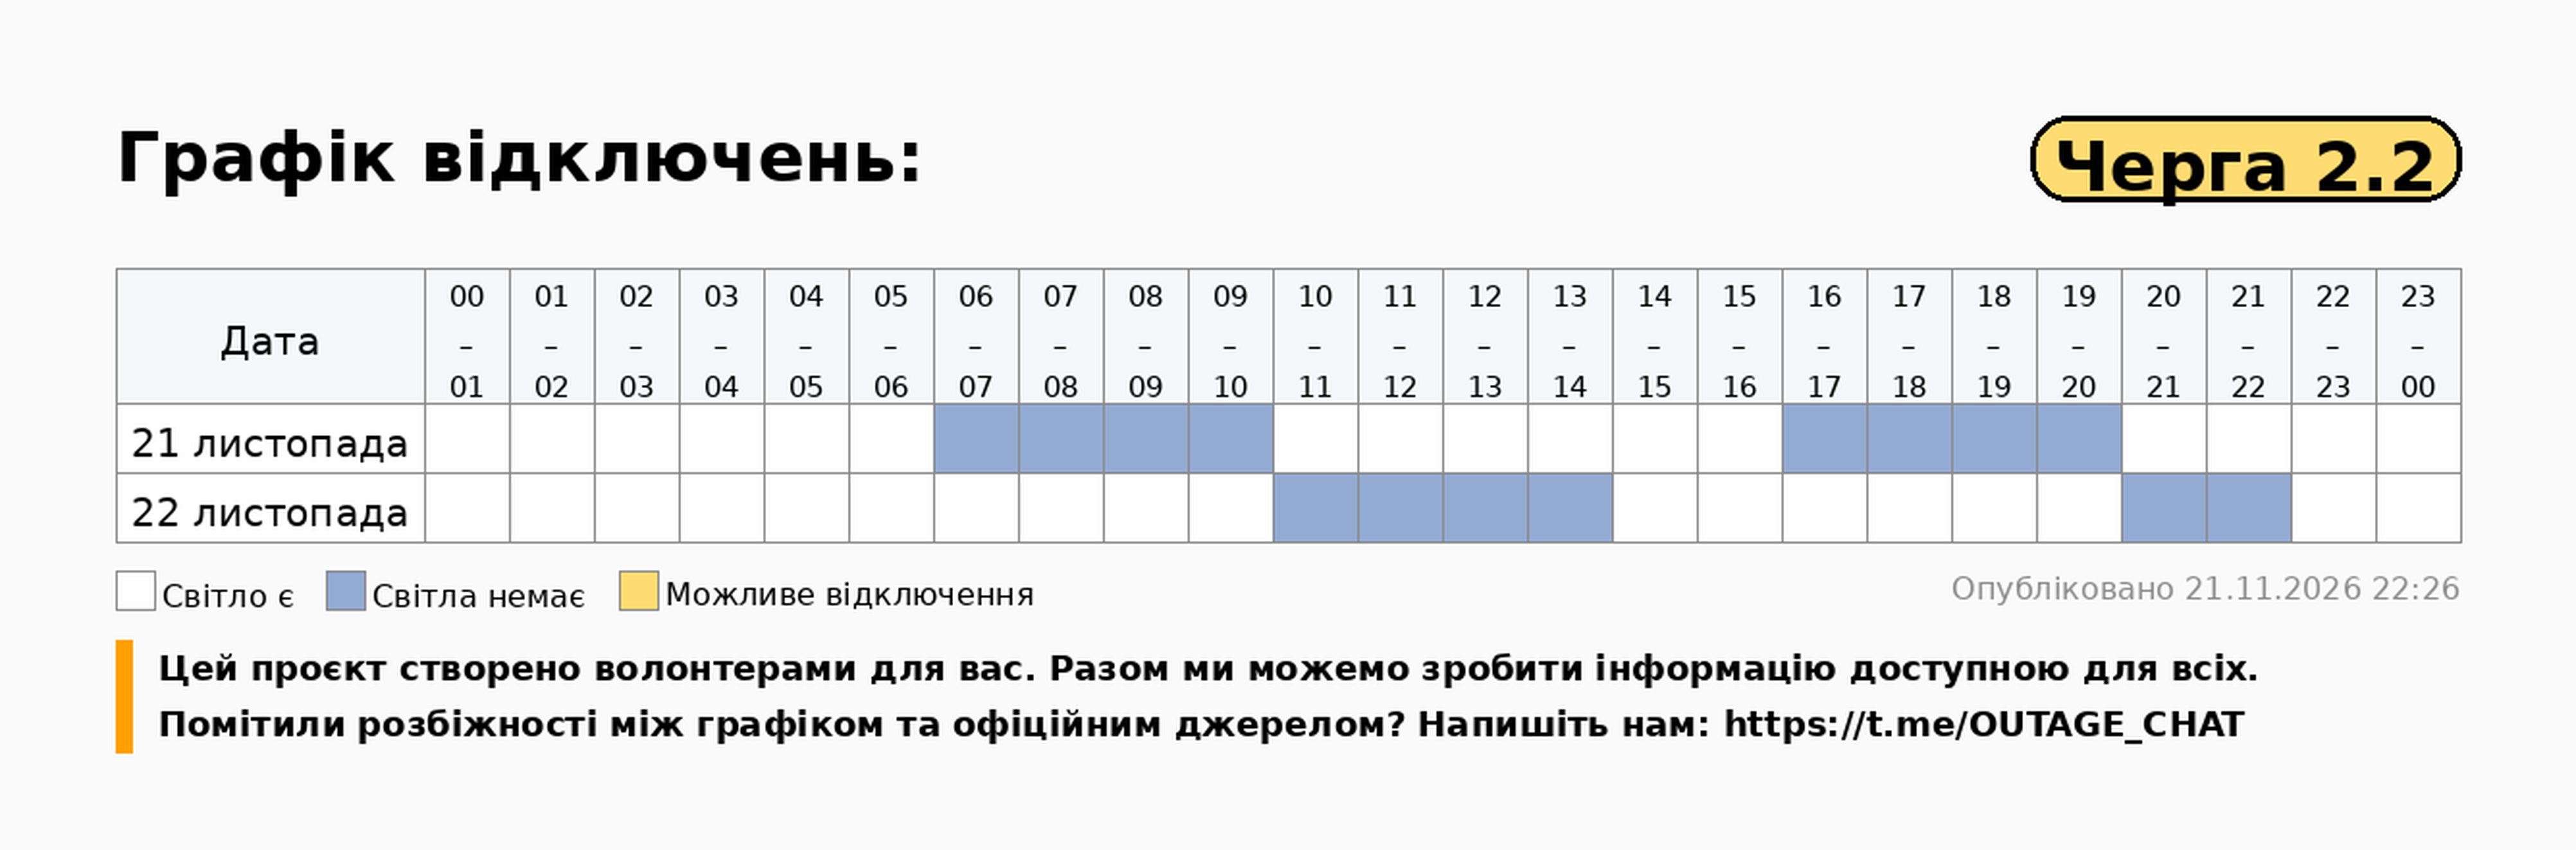 Графік відключень:
Черга 2.2
Дата
00 – 01
01 – 02
02 – 03
03 – 04
04 – 05
05 – 06
06 – 07
07 – 08
08 – 09
09 – 10
10 – 11
11 – 12
12 – 13
13 – 14
14 – 15
15 – 16
16 – 17
17 – 18
18 – 19
19 – 20
20 – 21
21 – 22
22 – 23
23 – 00
21 листопада
22 листопада
Світло є
Світла немає
Можливе відключення
Опубліковано 21.11.2026 22:26
Цей проєкт створено волонтерами для вас. Разом ми можемо зробити інформацію доступною для всіх.
Помітили розбіжності між графіком та офіційним джерелом? Напишіть нам: https://t.me/OUTAGE_CHAT